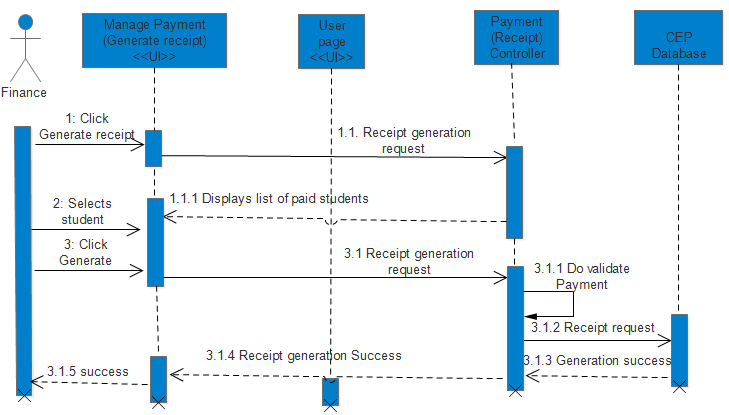 Manage Payment
(Generate receipt)
<<UI>>
User
page
<<UI>>
Payment
(Receipt)
Controller
CEP
Database
Finance
1: Click
Generate receipt
1.1. Receipt generation
request
1.1.1 Displays list of paid students
2: Selects
student
3: Click
Generate
3.1 Receipt generation
request
3.1.1 Do validate
Payment
3.1.2 Receipt request
3.1.3 Generation success
3.1.4 Receipt generation Success
3.1.5 success